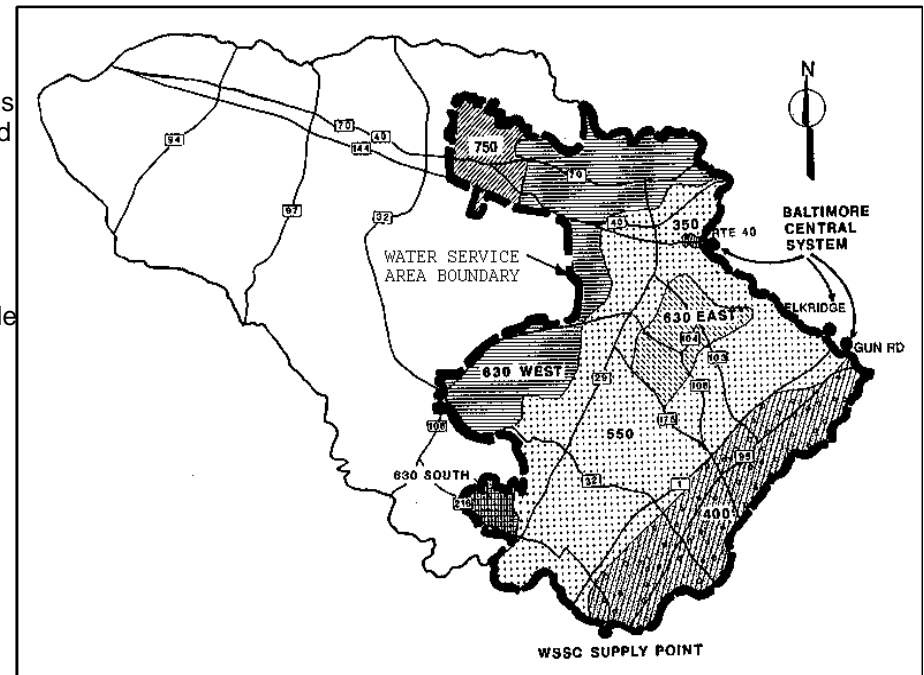 s
d
le
N
94
70
40
144
97
32
750
70
40
350
RTE 40
BALTIMORE
CENTRAL
SYSTEM
WATER SERVICE
AREA BOUNDARY
630 EAST
ELKRIDGE
104
103
GUN RD
630 WEST
29
108
108
175
550
95
630 SOUTH
32
1
216
400
WSSC SUPPLY POINT